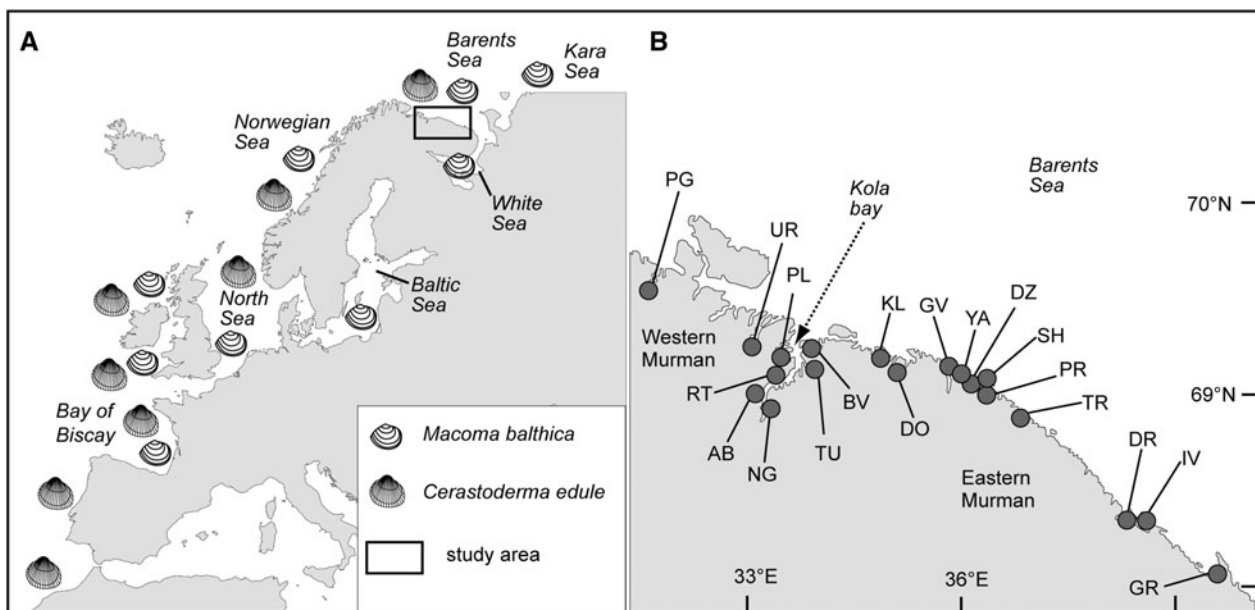 A
Barents
Sea
Kara
Sea
Norwegian
Sea
White
Sea
Baltic
Sea
North
Sea
Bay of
Biscay
Macoma balthica
Cerastoderma edule
study area
B
Barents
Sea
Kola
bay
70°N
PG
UR
PL
KL
GV
YA
DZ
SH
PR
TR
Western
Murman
RT
BV
69°N
AB
NG
TU
DO
DR
IV
Eastern
Murman
33°E
36°E
GR